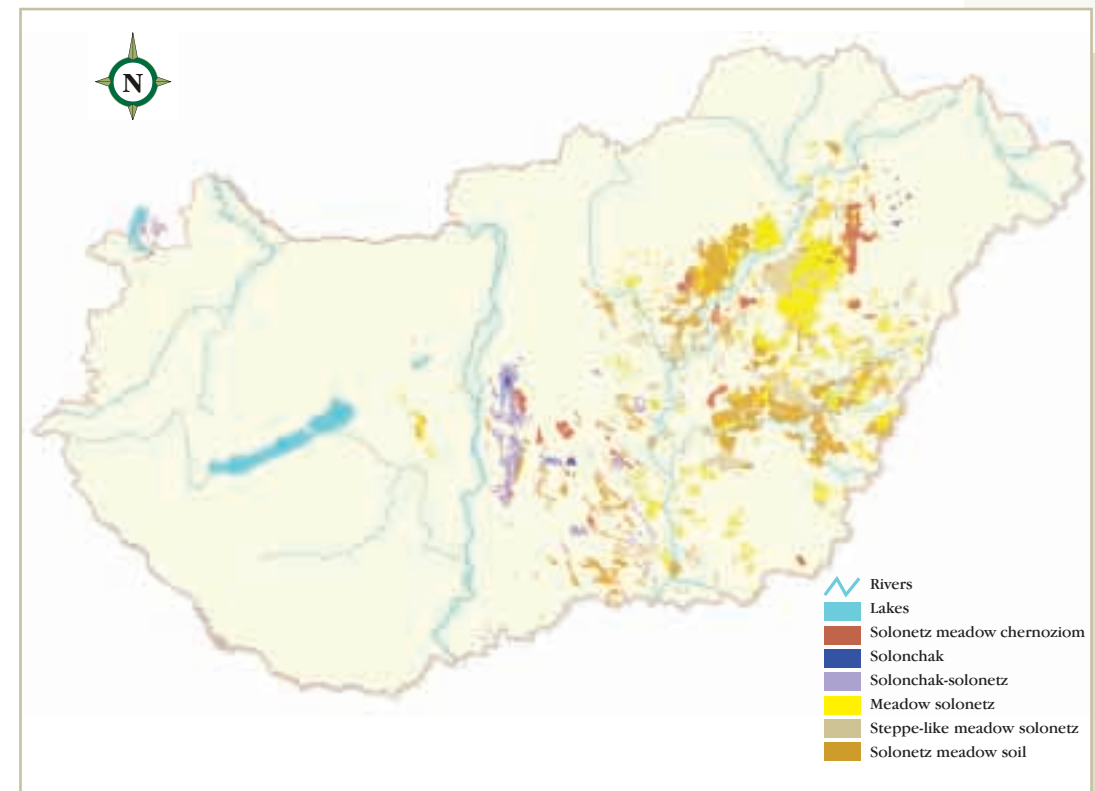 N
Rivers
Lakes
Solonetz meadow chernoziom
Solonchak
Solonchak-solonetz
Meadow solonetz
Steppe-like meadow solonetz
Solonetz meadow soil